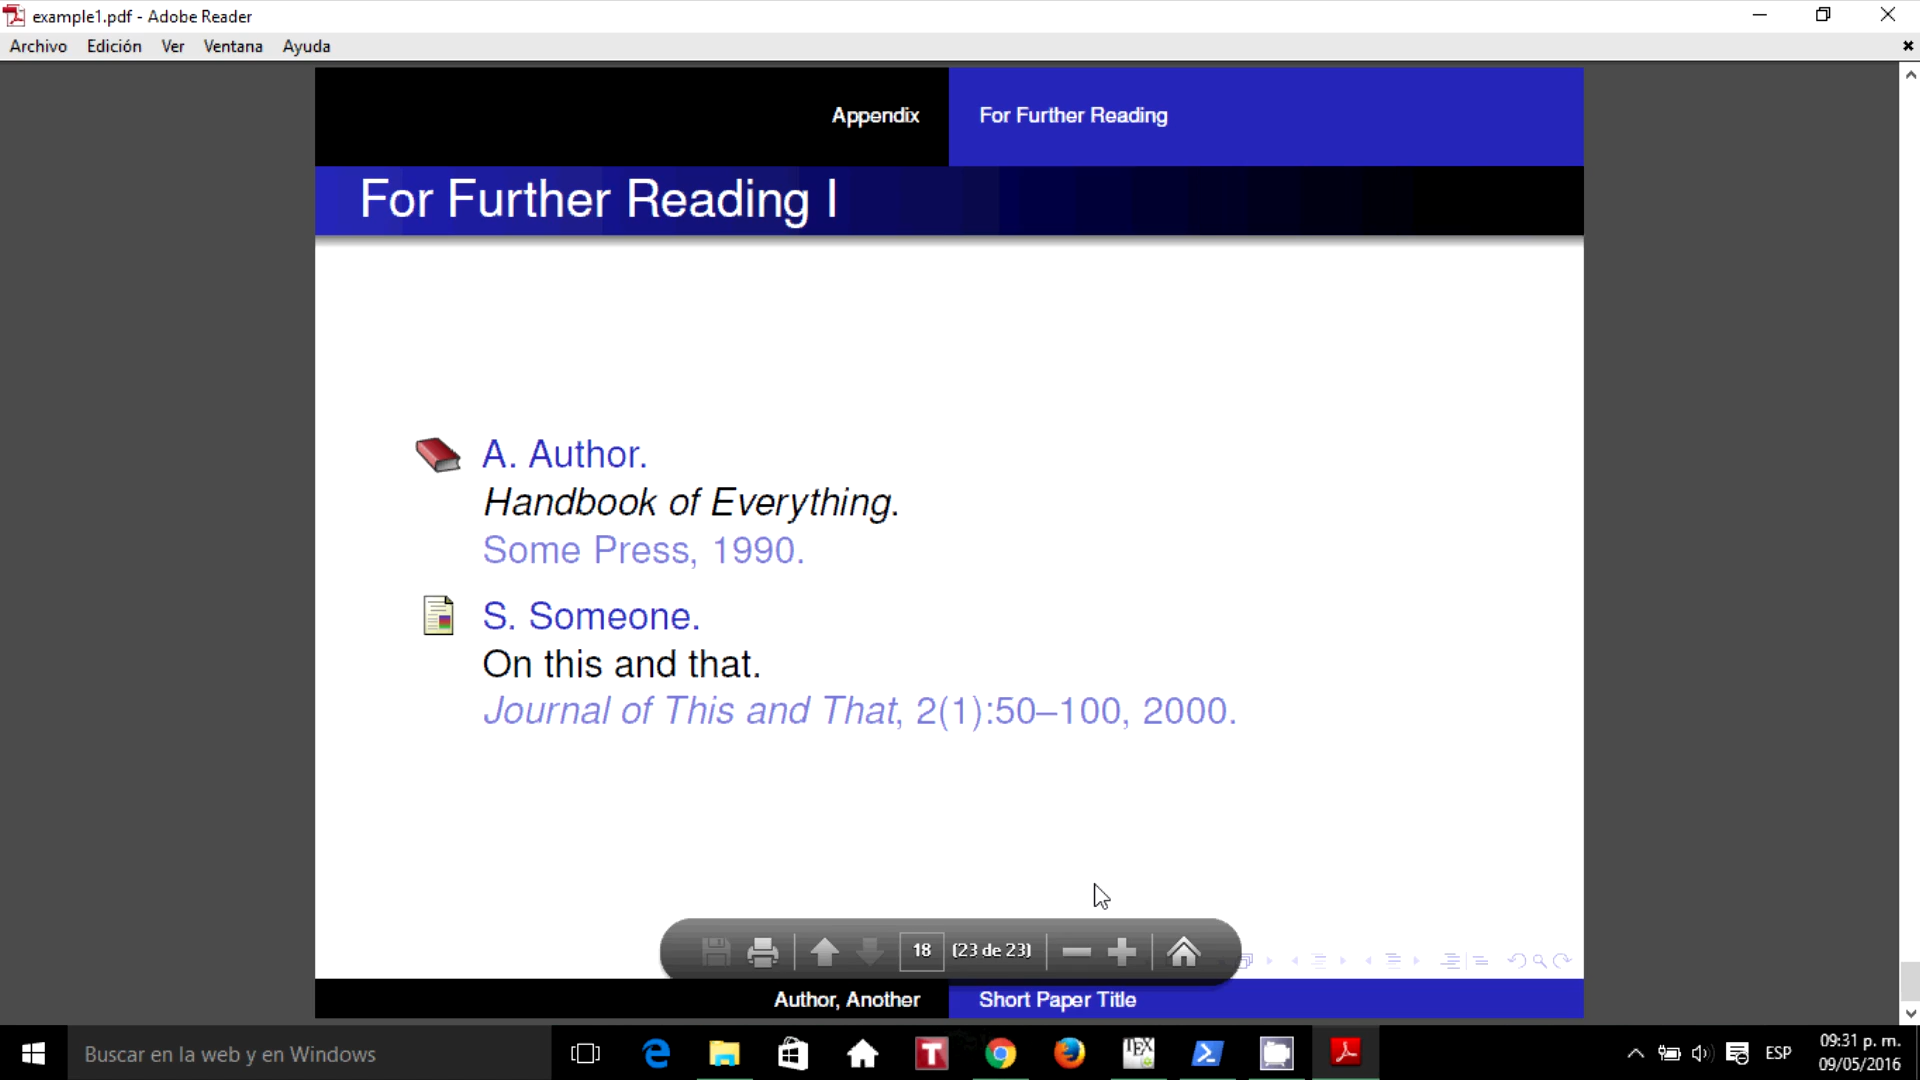 example1.pdf - Adobe Reader
Archivo Edición Ver Ventana Ayuda
Appendix For Further Reading
For Further Reading I
A. Author.
Handbook of Everything.
Some Press, 1990.
S. Someone.
On this and that.
Journal of This and That, 2(1):50–100, 2000.
18 (23 de 23)
Author, Another Short Paper Title
Buscar en la web y en Windows
T
TEX
ESP
09:31 p. m.
09/05/2016